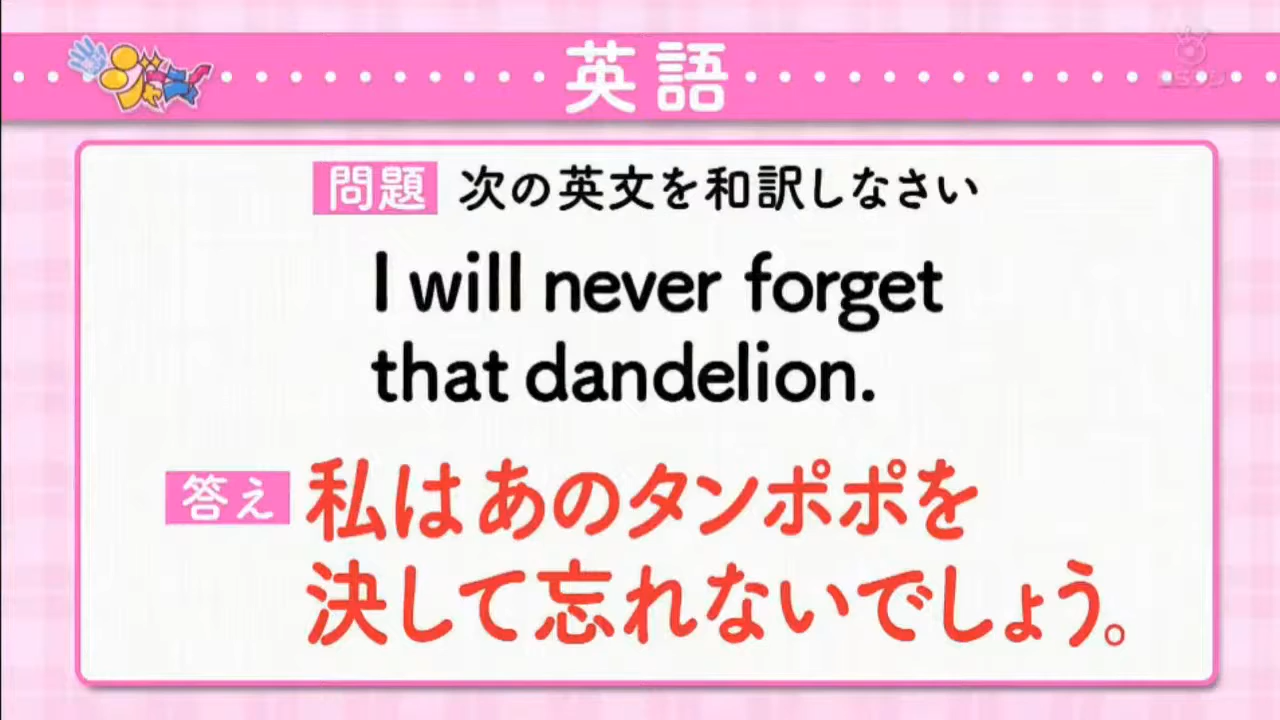 英語
問題 次の英文を和訳しなさい
I will never forget
that dandelion.
答え 私はあのタンポポを
決して忘れないでしょう。